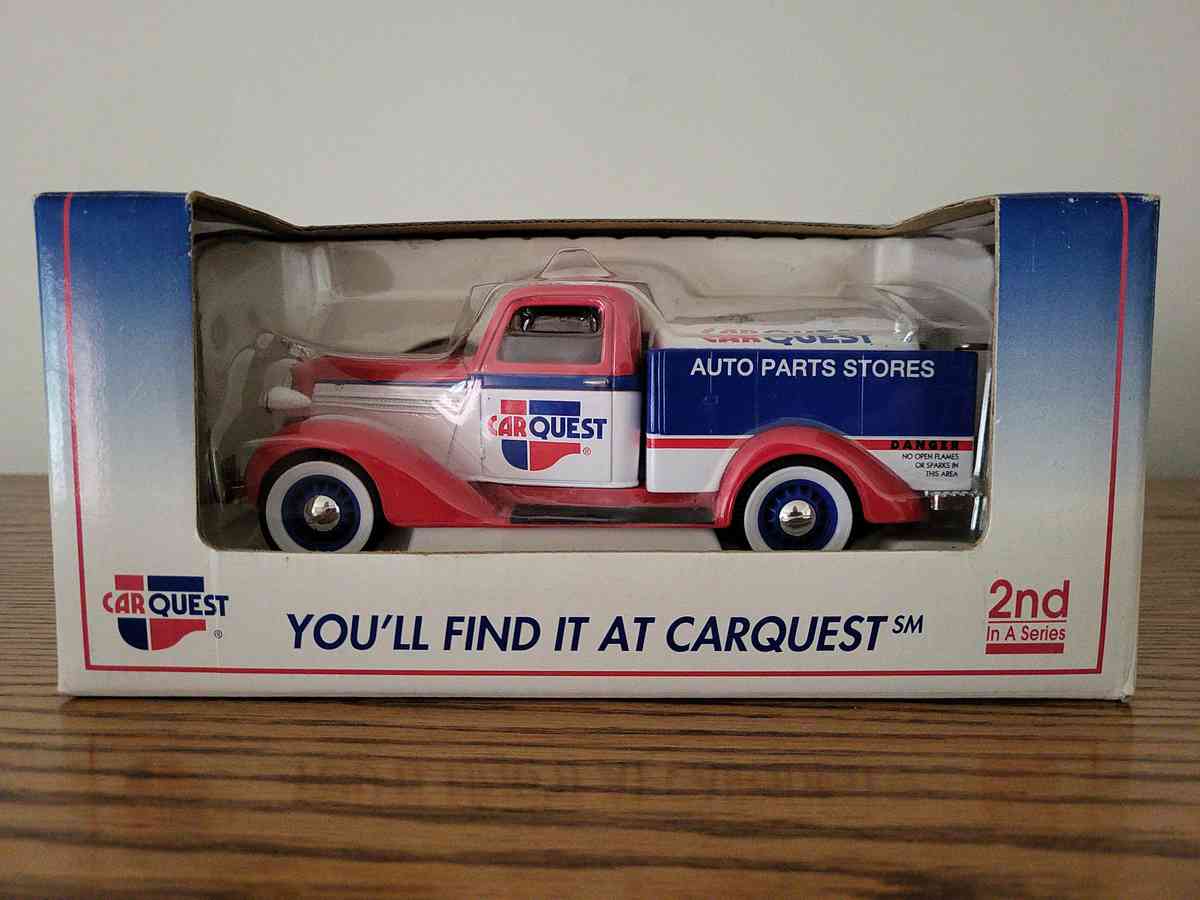 CARQUEST
AUTO PARTS STORES
CARQUEST®
DANGER
NO OPEN FLAMES
OR SPARKS IN
THIS AREA
CARQUEST®
YOU'LL FIND IT AT CARQUEST℠
2nd
In A Series